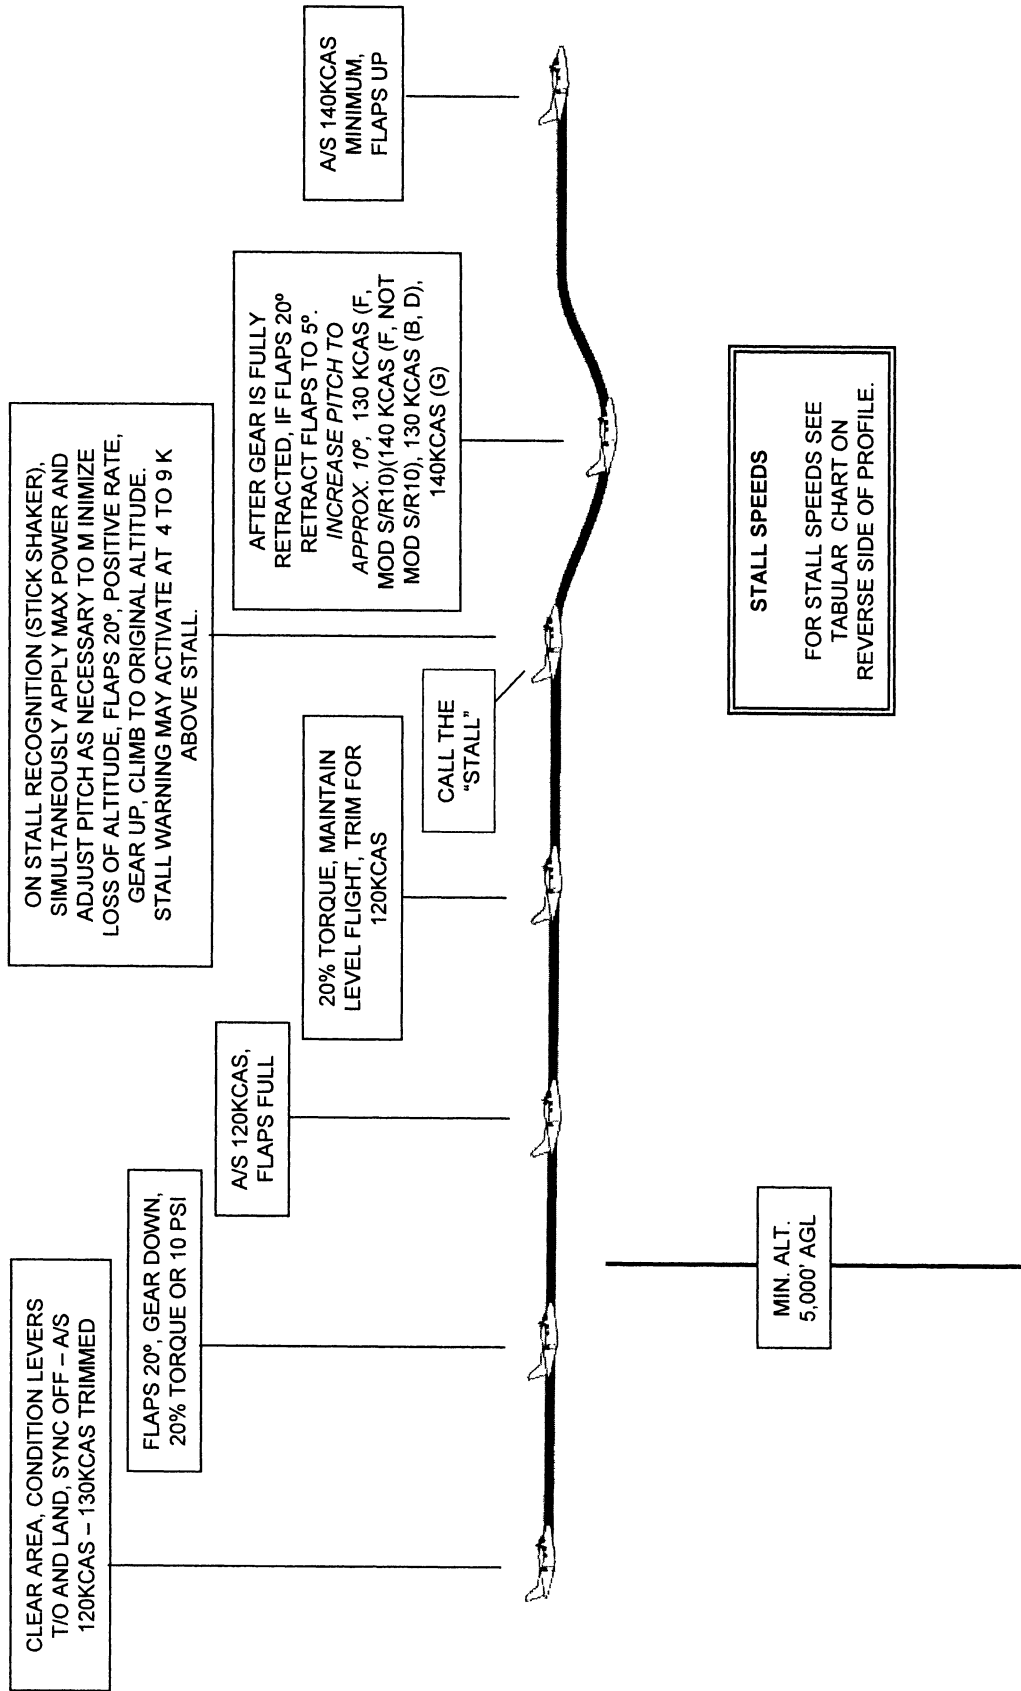 CLEAR AREA, CONDITION LEVERS
T/O AND LAND, SYNC OFF – A/S
120KCAS – 130KCAS TRIMMED
FLAPS 20º, GEAR DOWN,
20% TORQUE OR 10 PSI
A/S 120KCAS,
FLAPS FULL
20% TORQUE, MAINTAIN
LEVEL FLIGHT, TRIM FOR
120KCAS
CALL THE
“STALL”
ON STALL RECOGNITION (STICK SHAKER),
SIMULTANEOUSLY APPLY MAX POWER AND
ADJUST PITCH AS NECESSARY TO M INIMIZE
LOSS OF ALTITUDE, FLAPS 20º, POSITIVE RATE,
GEAR UP, CLIMB TO ORIGINAL ALTITUDE.
STALL WARNING MAY ACTIVATE AT 4 TO 9 K
ABOVE STALL.
AFTER GEAR IS FULLY
RETRACTED, IF FLAPS 20º
RETRACT FLAPS TO 5º.
INCREASE PITCH TO
APPROX. 10º, 130 KCAS (F,
MOD S/R10)(140 KCAS (F, NOT
MOD S/R10), 130 KCAS (B, D),
140KCAS (G)
A/S 140KCAS
MINIMUM,
FLAPS UP
MIN. ALT.
5,000’ AGL
STALL SPEEDS
FOR STALL SPEEDS SEE
TABULAR CHART ON
REVERSE SIDE OF PROFILE.